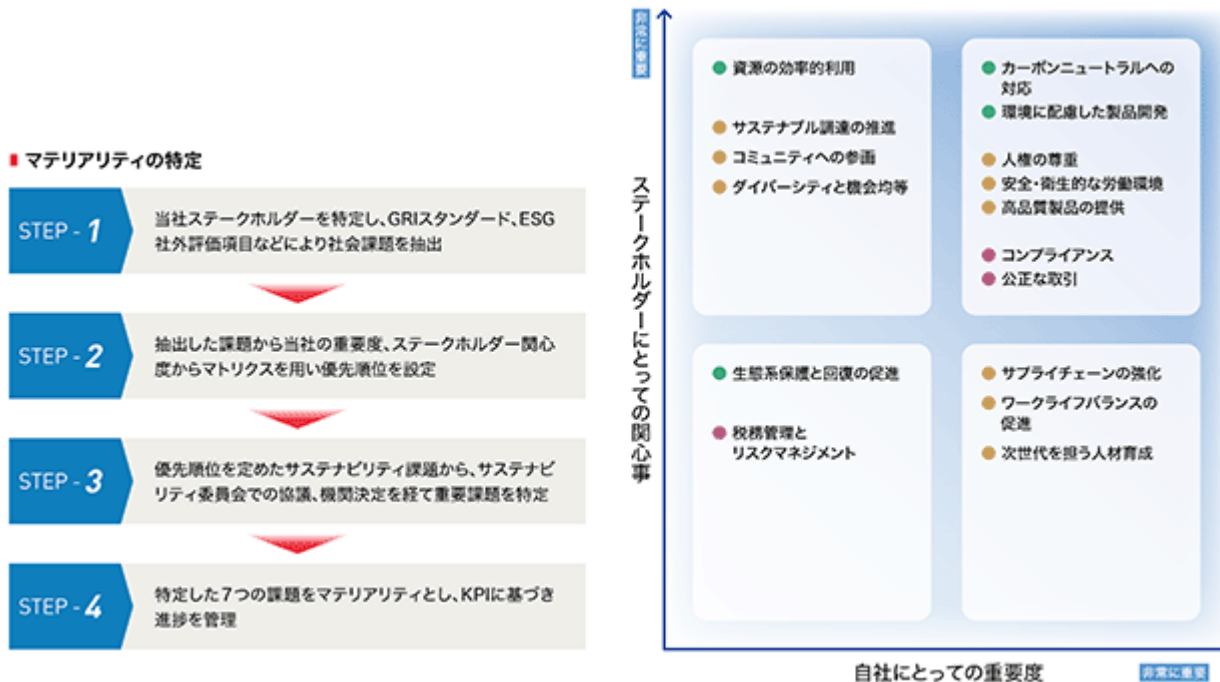 マテリアリティの特定
STEP - 1
当社ステークホルダーを特定し、GRIスタンダード、ESG
社外評価項目などにより社会課題を抽出
STEP - 2
抽出した課題から当社の重要度、ステークホルダー関心
度からマトリクスを用い優先順位を設定
STEP - 3
優先順位を定めたサステナビリティ課題から、サステナビ
リティ委員会での協議、機関決定を経て重要課題を特定
STEP - 4
特定した7つの課題をマテリアリティとし、KPIに基づき
進捗を管理
非常に重要
ステークホルダーにとっての関心事
資源の効率的利用
サステナブル調達の推進
コミュニティへの参画
ダイバーシティと機会均等
カーボンニュートラルへの
対応
環境に配慮した製品開発
人権の尊重
安全・衛生的な労働環境
高品質製品の提供
コンプライアンス
公正な取引
生態系保護と回復の促進
税務管理と
リスクマネジメント
サプライチェーンの強化
ワークライフバランスの
促進
次世代を担う人材育成
自社にとっての重要度
非常に重要